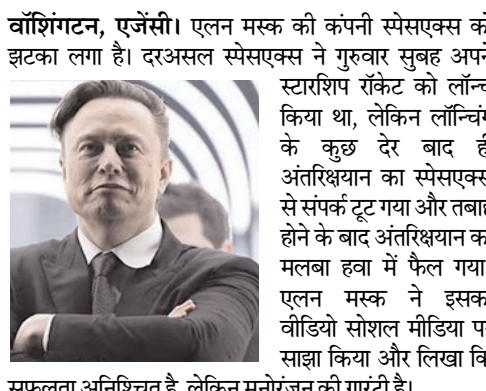 वॉशिंगटन, एजेंसी। एलन मस्क की कंपनी स्पेसएक्स को
झटका लगा है। दरअसल स्पेसएक्स ने गुरुवार सुबह अपने
स्टारशिप रॉकेट को लॉन्च
किया था, लेकिन लॉन्चिंग
के कुछ देर बाद ही
अंतरिक्षयान का स्पेसएक्स
से संपर्क टूट गया और तबाह
होने के बाद अंतरिक्षयान का
मलबा हवा में फैल गया
एलन मस्क ने इसका
वीडियो सोशल मीडिया पर
साझा किया और लिखा कि
सफलता अनिश्चित है, लेकिन मनोरंजन की गारंटी है।